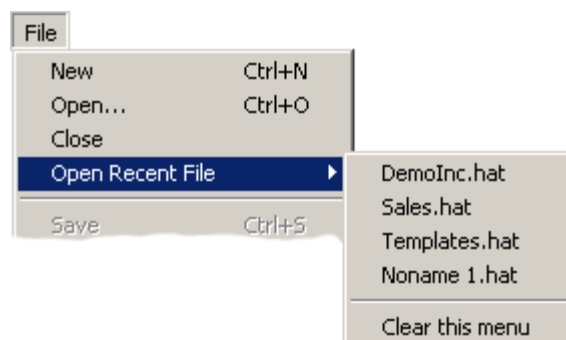 File
New Ctrl+N
Open... Ctrl+O
Close
Open Recent File
Save Ctrl+S
DemoInc.hat
Sales.hat
Templates.hat
Noname 1.hat
Clear this menu